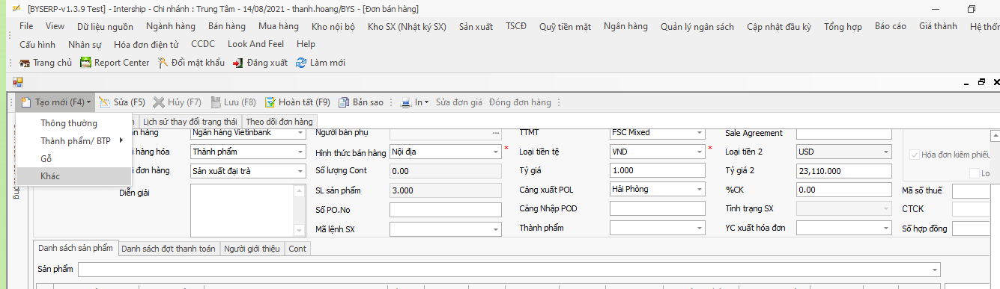 [BYSERP-v1.3.9 Test] - Intership - Chi nhánh : Trung Tâm - 14/08/2021 - thanh.hoang/BYS - [Đơn bán hàng]
File View Dữ liệu nguồn Ngành hàng Bán hàng Mua hàng Kho nội bộ Kho SX (Nhật ký SX) Sản xuất TSCĐ Quỹ tiền mặt Ngân hàng Quản lý ngân sách Cập nhật đầu kỳ Tổng hợp Báo cáo Giá thành Hệ thốn
Cấu hình Nhân sự Hóa đơn điện tử CCDC Look And Feel Help
Trang chủ Report Center Đổi mật khẩu Đăng xuất Làm mới
Tạo mới (F4) Sửa (F5) Hủy (F7) Lưu (F8) Hoàn tất (F9) Bản sao In Sửa đơn giá Đóng đơn hàng
Thông thường Lịch sử thay đổi trạng thái Theo dõi đơn hàng
ân hàng Ngân hàng Vietinbank Người bán phụ ... TTMT FSC Mixed Sale Agreement
Thành phẩm/ BTP
i hàng hóa Thành phẩm Hình thức bán hàng Nội địa * Loại tiền tệ VND * Loại tiền 2 USD Hóa đơn kiêm phiếu
Gỗ
i đơn hàng Sản xuất đại trà Số lượng Cont 0.00 Tỷ giá 1.000 Tỷ giá 2 23,110.000 Lo
Khác
Diễn giải SL sản phẩm 3.000 Cảng xuất POL Hải Phòng %CK 0.00 Mã số thuế
Số PO.No Cảng Nhập POD Tình trạng SX CTCK
Mã lệnh SX Thành phẩm YC xuất hóa đơn Số hợp đồng
Danh sách sản phẩm Danh sách đợt thanh toán Người giới thiệu Cont
Sản phẩm